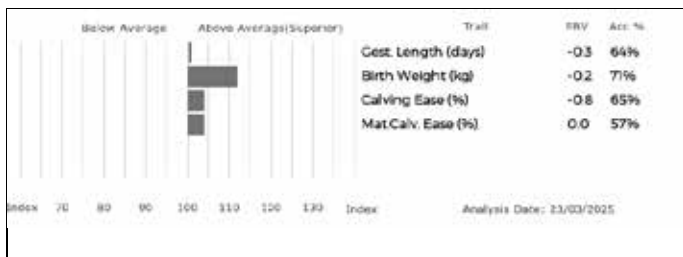 Below Average Above Average(Superior) Trait EBV Acc %
Gest. Length (days) -0.3 64%
Birth Weight (kg) -0.2 71%
Calving Ease (%) -0.8 65%
Mat.Calv. Ease (%) 0.0 57%
Index 70 80 90 100 110 120 130 Index Analysis Date: 23/03/2025